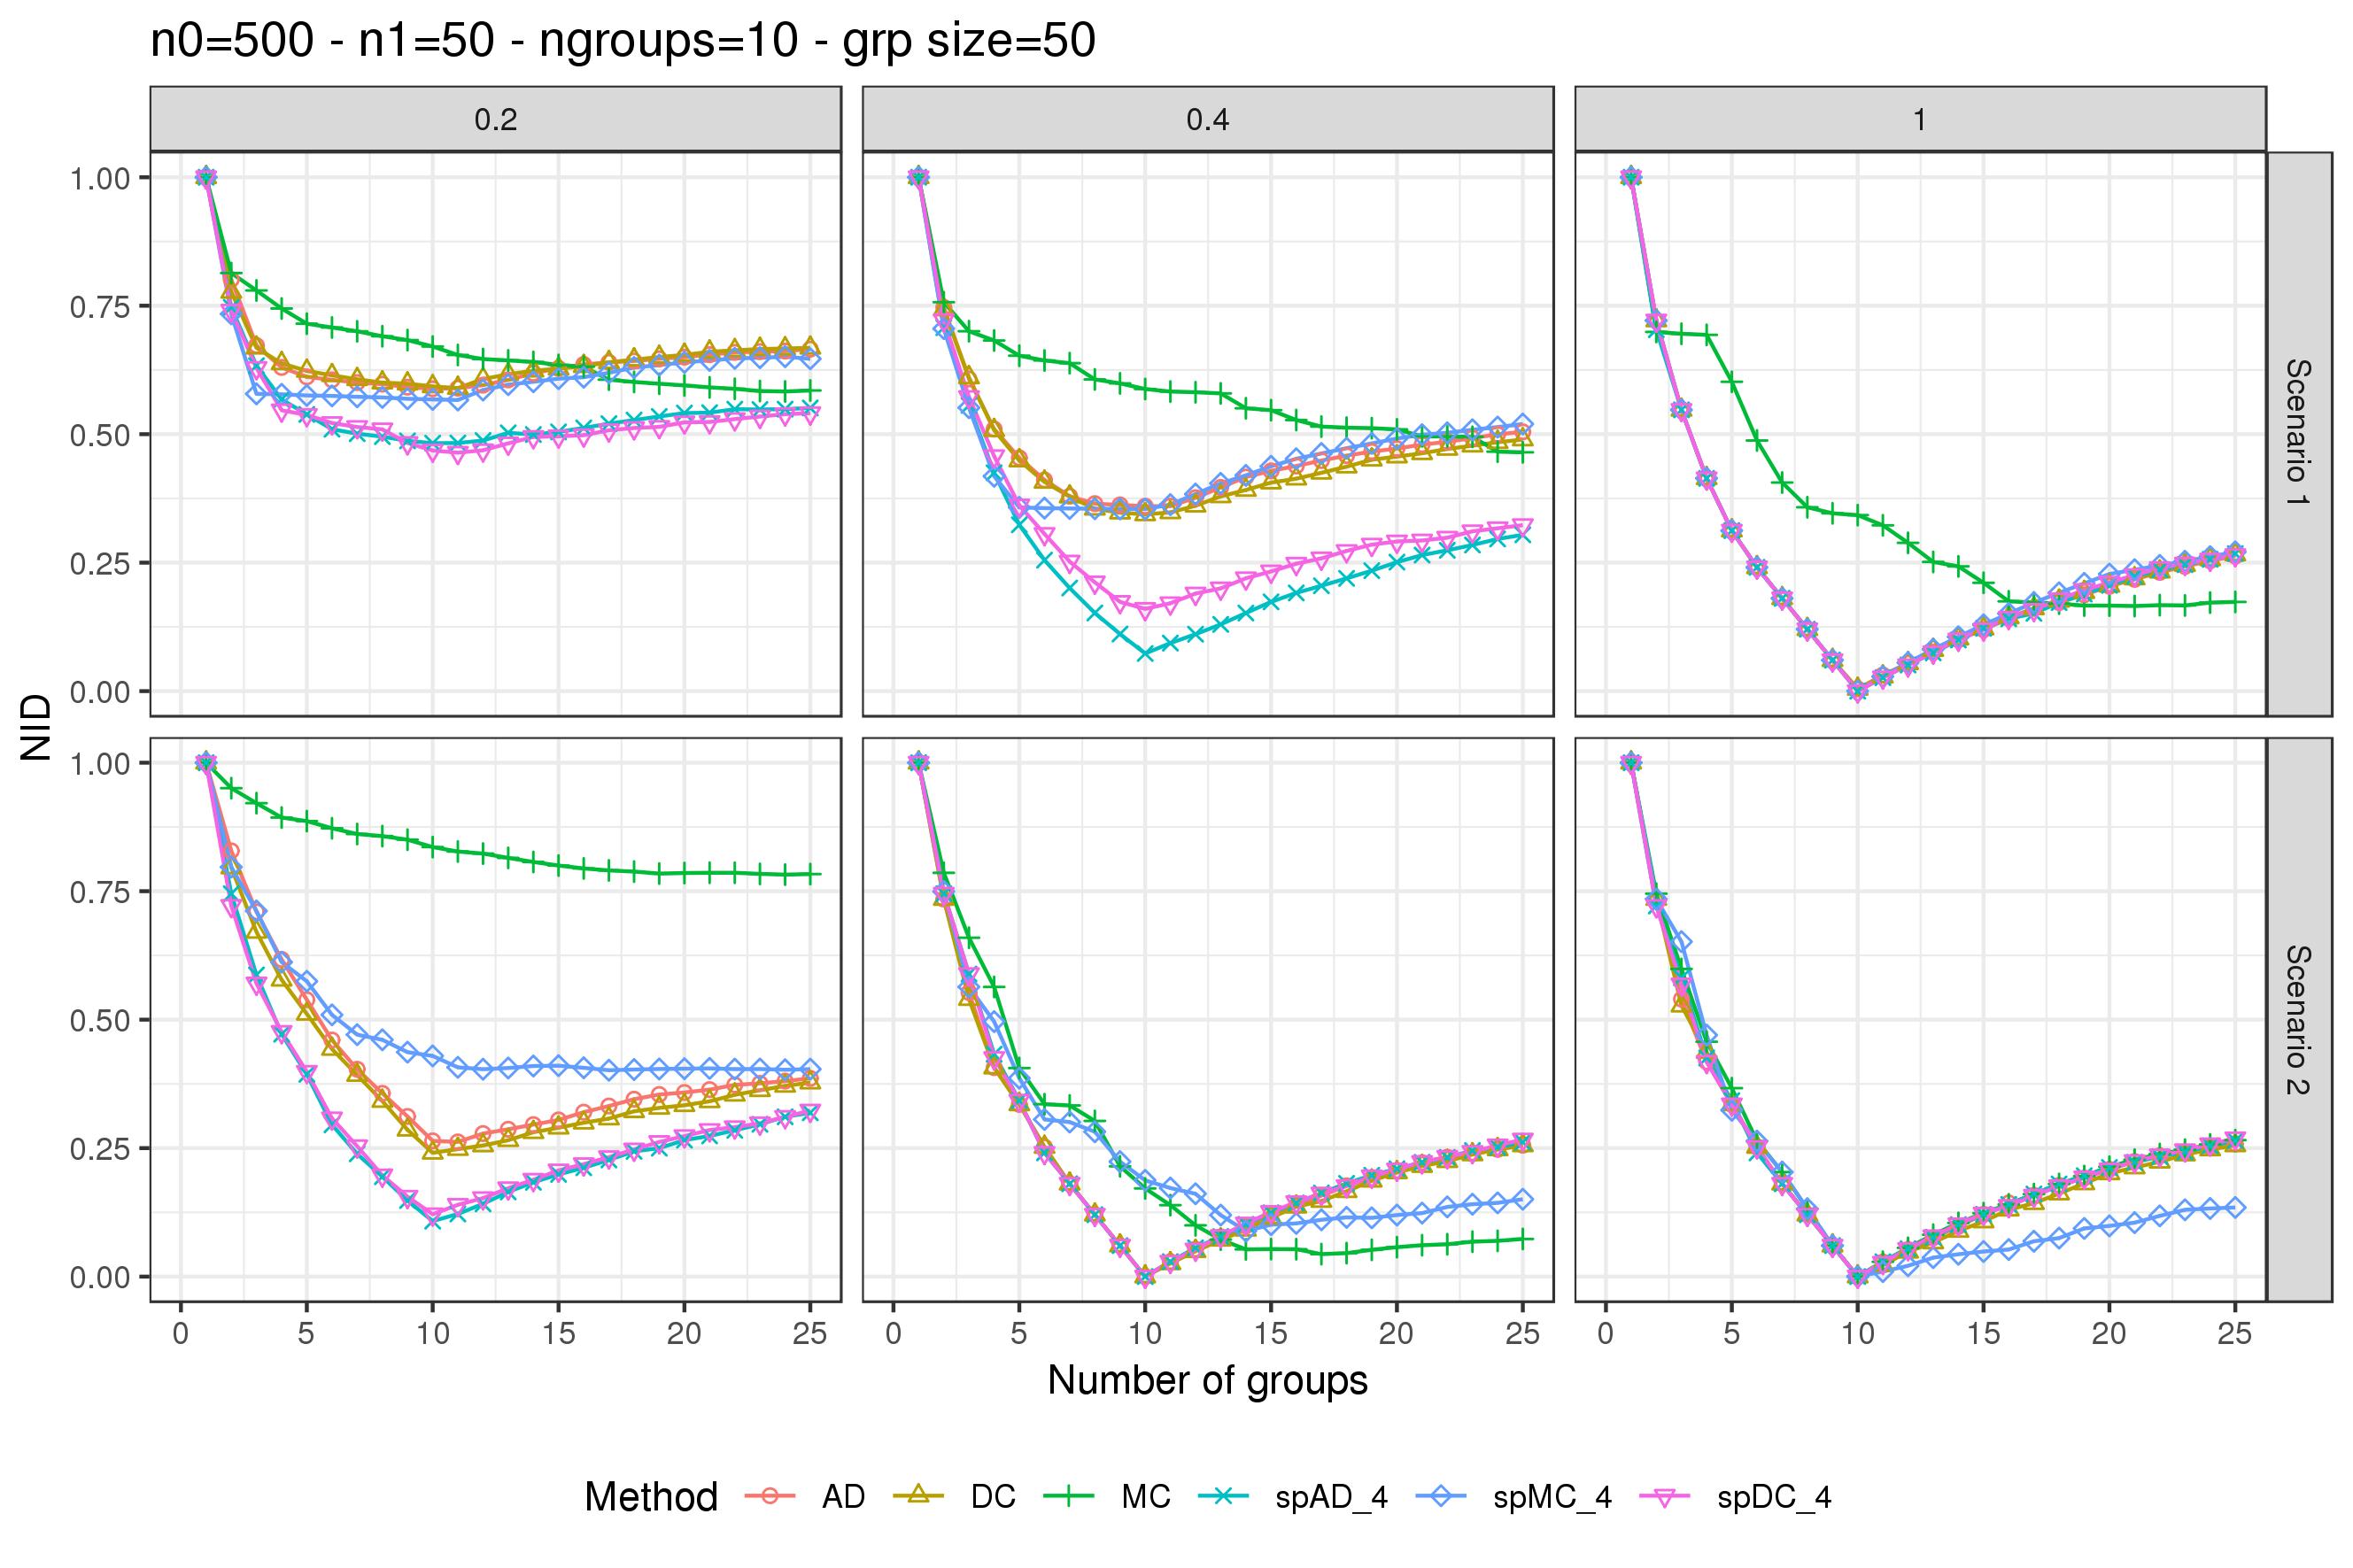 n0=500 - n1=50 - ngroups=10 - grp size=50
0.2 0.4 1
1.00
0.75
0.50
0.25
0.00
Scenario 1
NID
1.00
0.75
0.50
0.25
0.00
Scenario 2
0 5 10 15 20 25 0 5 10 15 20 25 0 5 10 15 20 25
Number of groups
Method AD DC MC spAD_4 spMC_4 spDC_4